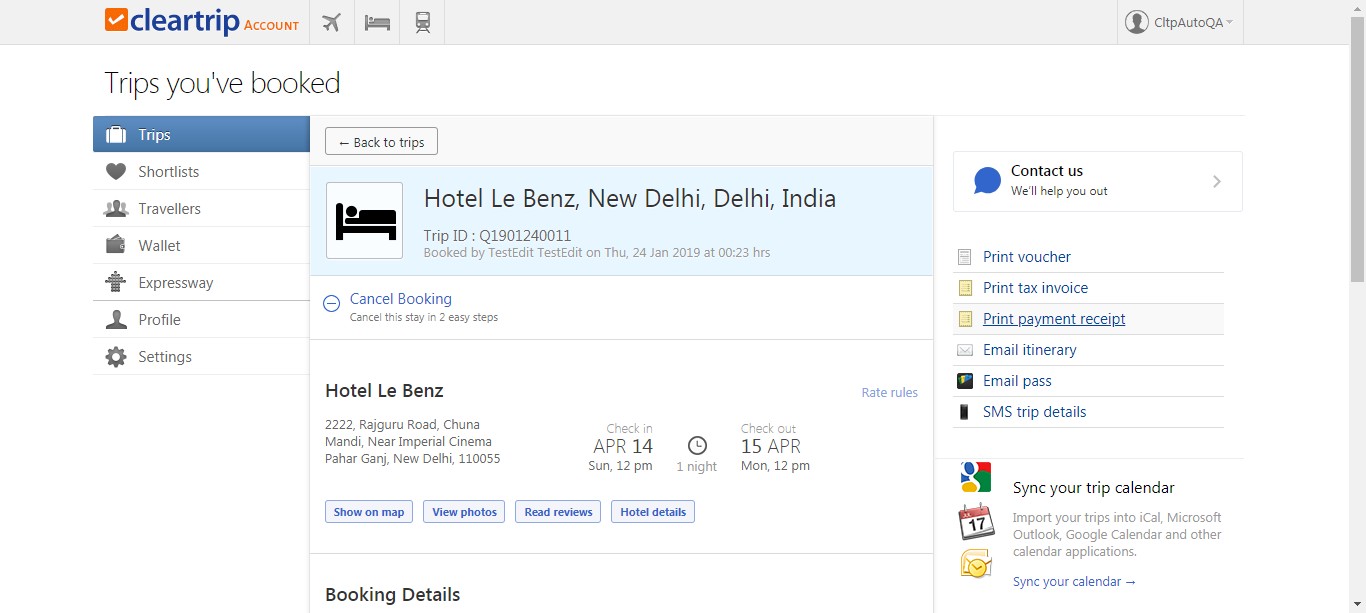 cleartrip ACCOUNT
CltpAutoQA
Trips you've booked
Trips
Shortlists
Travellers
Wallet
Expressway
Profile
Settings
← Back to trips
Hotel Le Benz, New Delhi, Delhi, India
Trip ID : Q1901240011
Booked by TestEdit TestEdit on Thu, 24 Jan 2019 at 00:23 hrs
Cancel Booking
Cancel this stay in 2 easy steps
Hotel Le Benz
Rate rules
2222, Rajguru Road, Chuna
Mandi, Near Imperial Cinema
Pahar Ganj, New Delhi, 110055
Check in
APR 14
Sun, 12 pm
1 night
Check out
15 APR
Mon, 12 pm
Show on map
View photos
Read reviews
Hotel details
Booking Details
Contact us
We'll help you out
Print voucher
Print tax invoice
Print payment receipt
Email itinerary
Email pass
SMS trip details
17
Sync your trip calendar
Import your trips into iCal, Microsoft
Outlook, Google Calendar and other
calendar applications.
Sync your calendar →